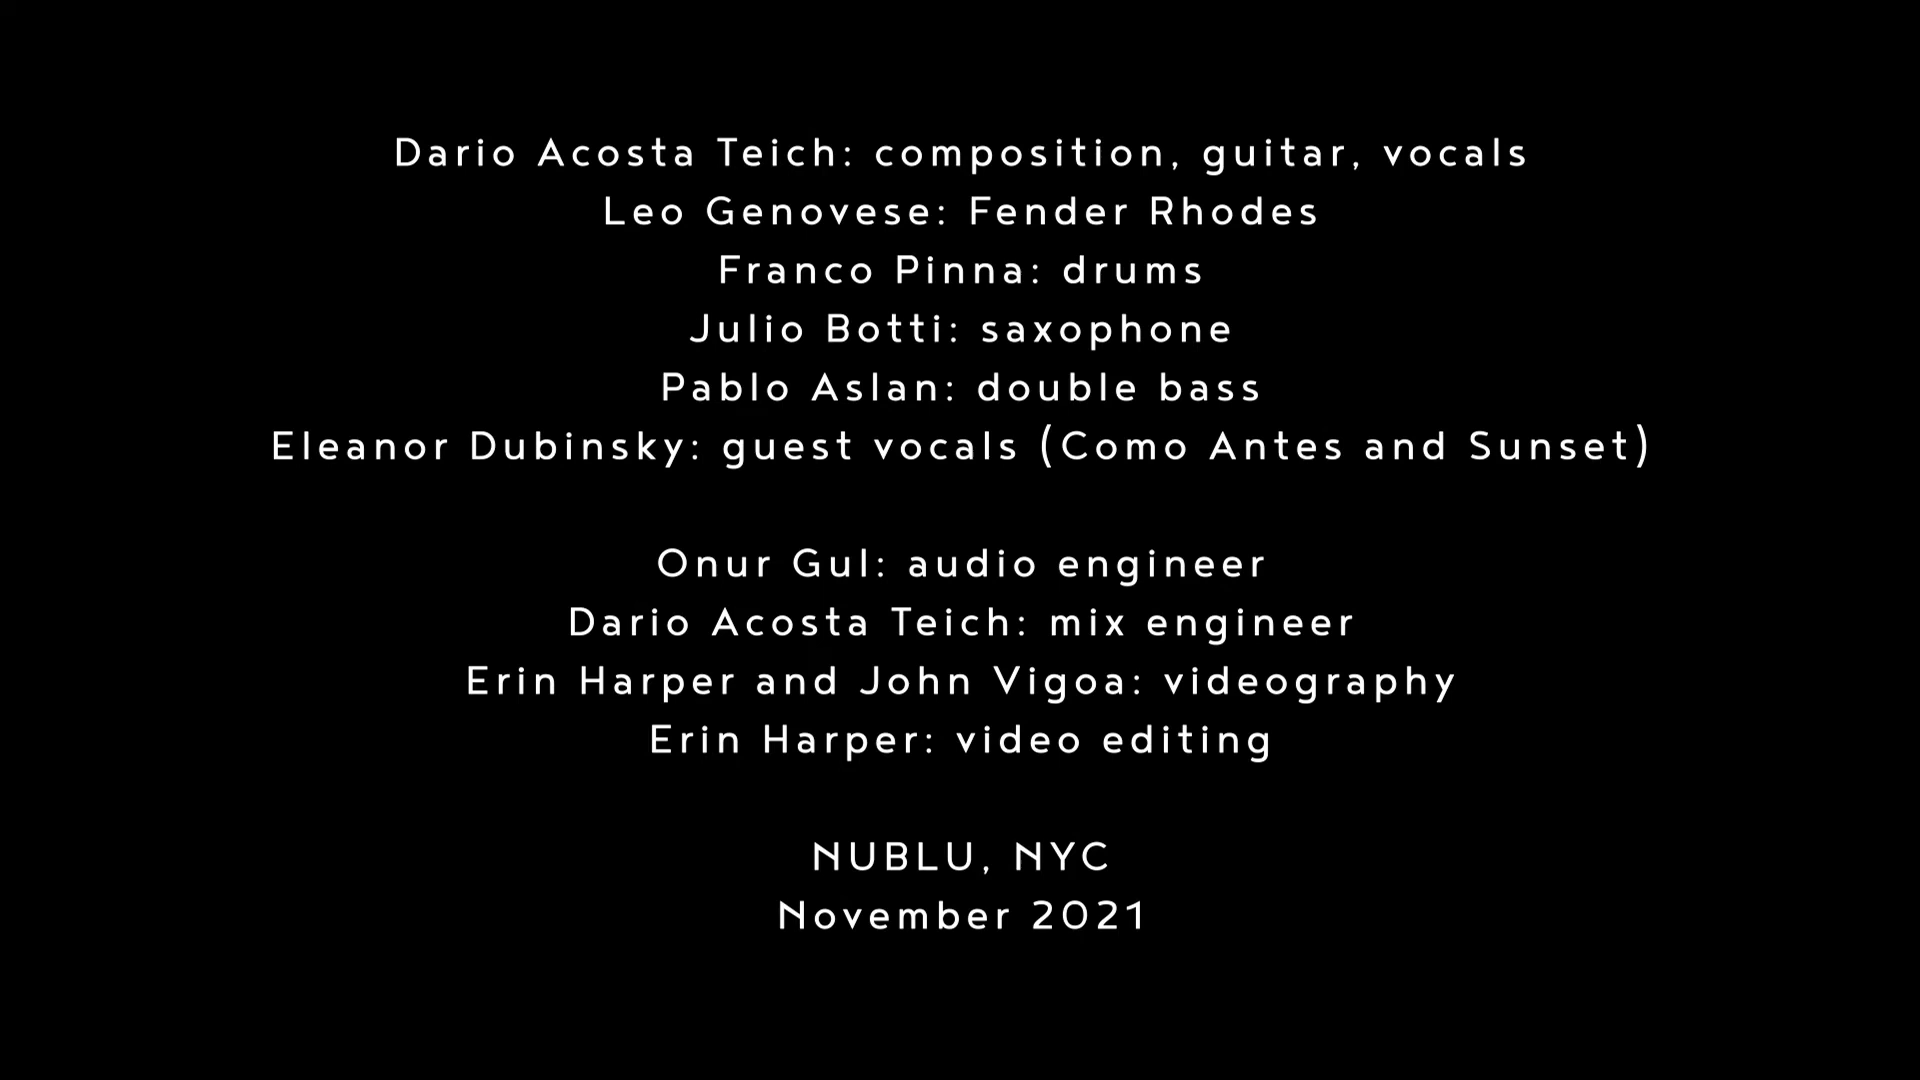 Dario Acosta Teich: composition, guitar, vocals
Leo Genovese: Fender Rhodes
Franco Pinna: drums
Julio Botti: saxophone
Pablo Aslan: double bass
Eleanor Dubinsky: guest vocals (Como Antes and Sunset)
Onur Gul: audio engineer
Dario Acosta Teich: mix engineer
Erin Harper and John Vigoa: videography
Erin Harper: video editing
NUBLU, NYC
November 2021